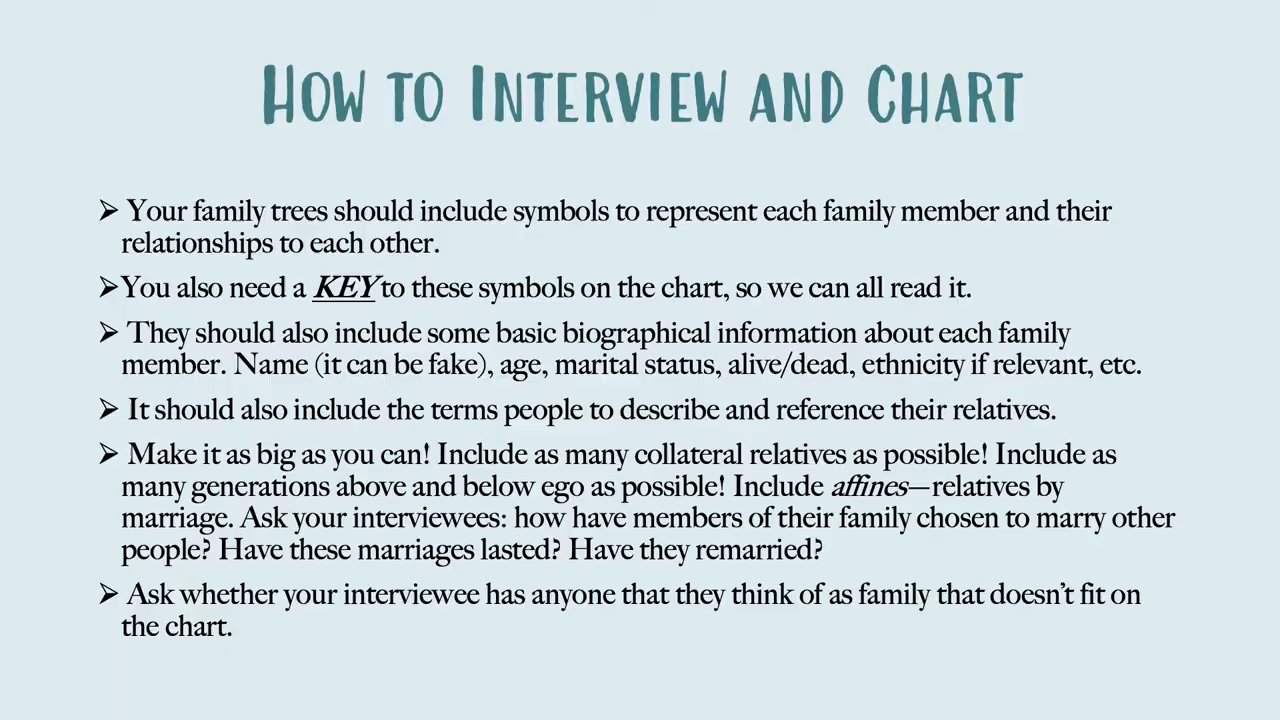 How to Interview and Chart
➢ Your family trees should include symbols to represent each family member and their
relationships to each other.
➢You also need a KEY to these symbols on the chart, so we can all read it.
➢ They should also include some basic biographical information about each family
member. Name (it can be fake), age, marital status, alive/dead, ethnicity if relevant, etc.
➢ It should also include the terms people to describe and reference their relatives.
➢ Make it as big as you can! Include as many collateral relatives as possible! Include as
many generations above and below ego as possible! Include affines—relatives by
marriage. Ask your interviewees: how have members of their family chosen to marry other
people? Have these marriages lasted? Have they remarried?
➢ Ask whether your interviewee has anyone that they think of as family that doesn't fit on
the chart.